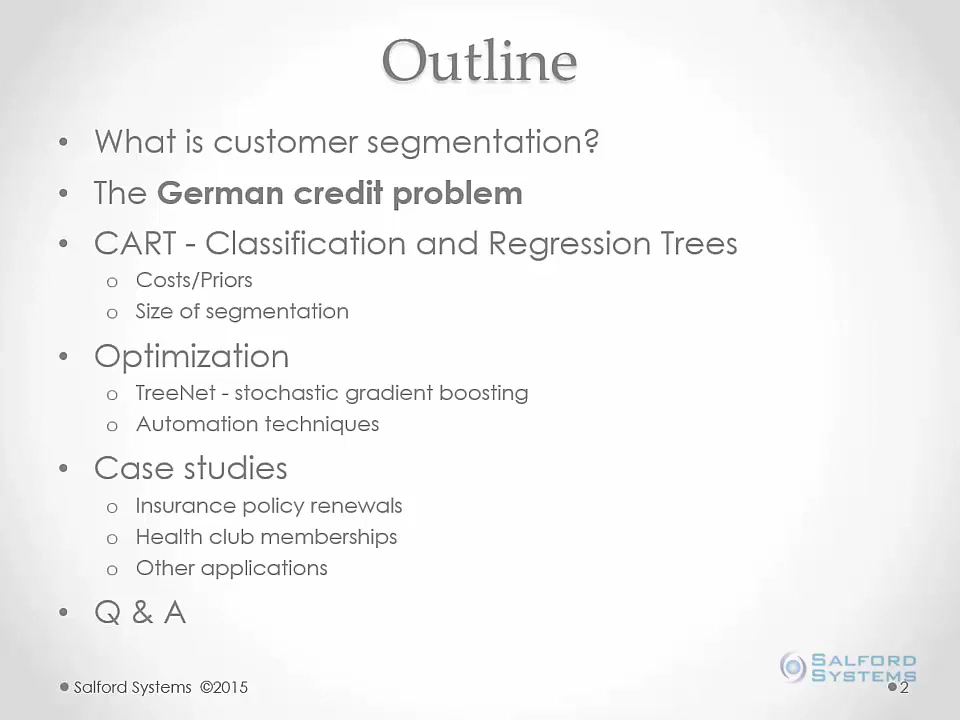 Outline
• What is customer segmentation?
• The German credit problem
• CART - Classification and Regression Trees
o Costs/Priors
o Size of segmentation
• Optimization
o TreeNet - stochastic gradient boosting
o Automation techniques
• Case studies
o Insurance policy renewals
o Health club memberships
o Other applications
• Q & A
SALFORD
SYSTEMS
• Salford Systems ©2015
• 2